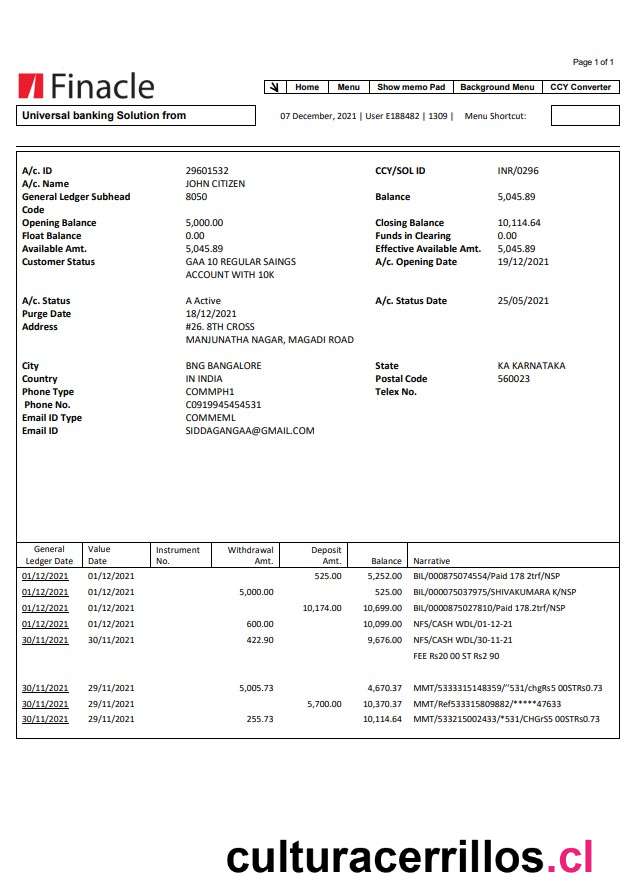 Page 1 of 1
Finacle
Home Menu Show memo Pad Background Menu CCY Converter
Universal banking Solution from 07 December, 2021 | User E188482 | 1309 | Menu Shortcut:
A/c. ID 29601532 CCY/SOL ID INR/0296
A/c. Name JOHN CITIZEN
General Ledger Subhead 8050 Balance 5,045.89
Code
Opening Balance 5,000.00 Closing Balance 10,114.64
Float Balance 0.00 Funds in Clearing 0.00
Available Amt. 5,045.89 Effective Available Amt. 5,045.89
Customer Status GAA 10 REGULAR SAINGS A/c. Opening Date 19/12/2021
ACCOUNT WITH 10K
A/c. Status A Active A/c. Status Date 25/05/2021
Purge Date 18/12/2021
Address #26. 8TH CROSS
MANJUNATHA NAGAR, MAGADI ROAD
City BNG BANGALORE State KA KARNATAKA
Country IN INDIA Postal Code 560023
Phone Type COMMPH1 Telex No.
Phone No. C0919945454531
Email ID Type COMMEML
Email ID SIDDAGANGAA@GMAIL.COM
General Value Instrument Withdrawal Deposit
Ledger Date Date No. Amt. Amt. Balance Narrative
01/12/2021 01/12/2021 525.00 5,252.00 BIL/000875074554/Paid 178 2trf/NSP
01/12/2021 01/12/2021 5,000.00 525.00 BIL/000075037975/SHIVAKUMARA K/NSP
01/12/2021 01/12/2021 10,174.00 10,699.00 BIL/0000875027810/Paid 178.2trf/NSP
01/12/2021 01/12/2021 600.00 10,099.00 NFS/CASH WDL/01-12-21
30/11/2021 30/11/2021 422.90 9,676.00 NFS/CASH WDL/30-11-21
FEE Rs20 00 ST Rs2 90
30/11/2021 29/11/2021 5,005.73 4,670.37 MMT/5333315148359/’’531/chgRs5 00STRs0.73
30/11/2021 29/11/2021 5,700.00 10,370.37 MMT/Ref533315809882/*****47633
30/11/2021 29/11/2021 255.73 10,114.64 MMT/533215002433/*531/CHGrS5 00STRs0.73
culturacerrillos.cl